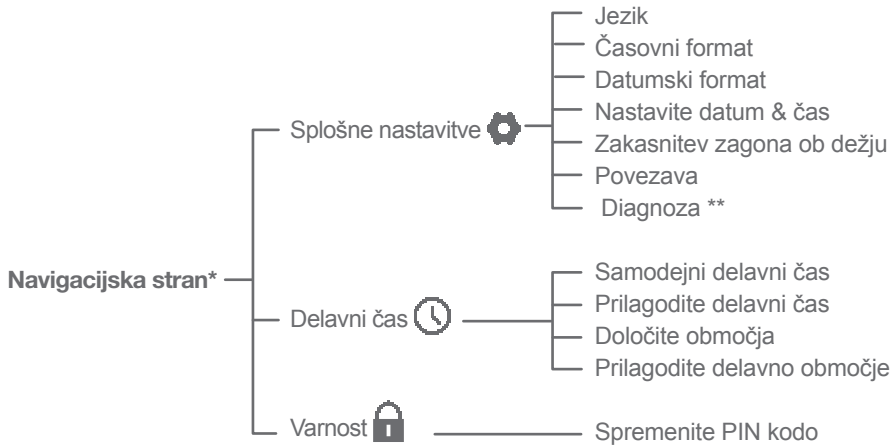 Navigacijska stran*
Splošne nastavitve
Jezik
Časovni format
Datumski format
Nastavite datum & čas
Zakasnitev zagona ob dežju
Povezava
Diagnoza **
Delavni čas
Samodejni delavni čas
Prilagodite delavni čas
Določite območja
Prilagodite delavno območje
Varnost
Spremenite PIN kodo